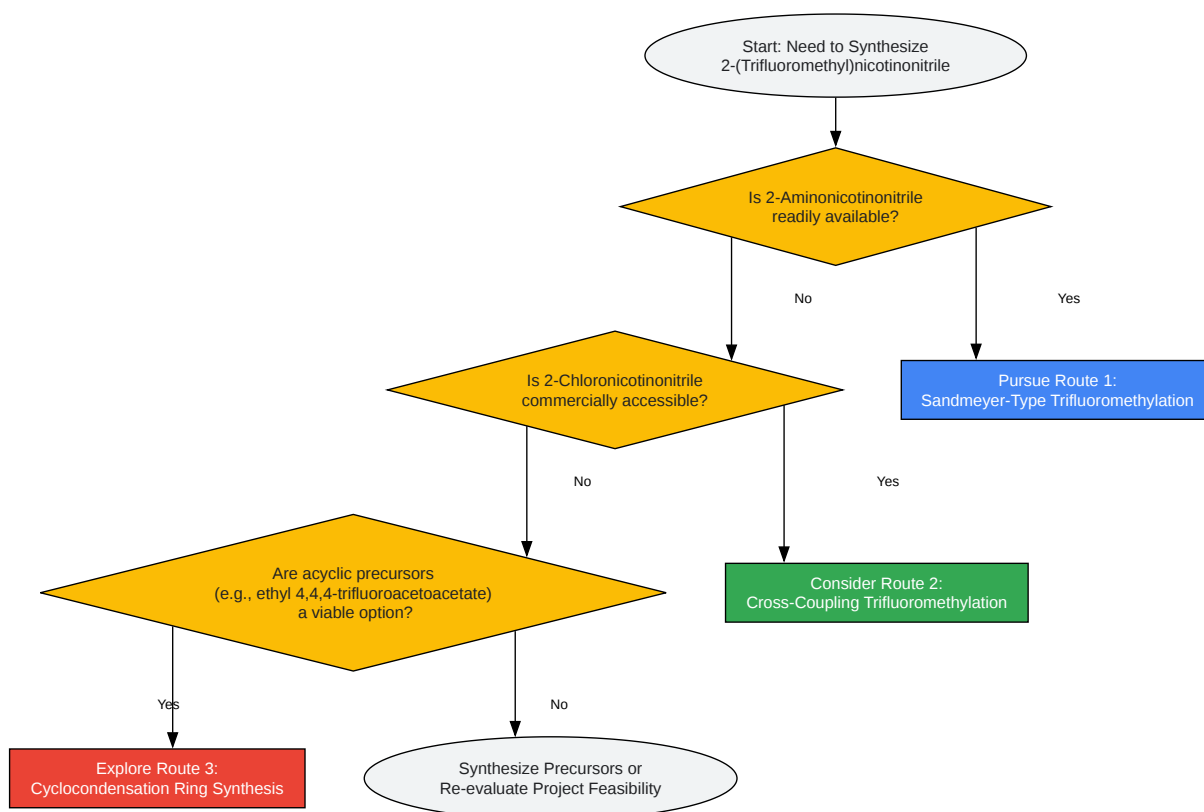 Start: Need to Synthesize
2-(Trifluoromethyl)nicotinonitrile
Is 2-Aminonicotinonitrile
readily available?
No
Yes
Is 2-Chloronicotinonitrile
commercially accessible?
Pursue Route 1:
Sandmeyer-Type Trifluoromethylation
No
Yes
Are acyclic precursors
(e.g., ethyl 4,4,4-trifluoroacetoacetate)
a viable option?
Consider Route 2:
Cross-Coupling Trifluoromethylation
Yes
No
Explore Route 3:
Cyclocondensation Ring Synthesis
Synthesize Precursors or
Re-evaluate Project Feasibility